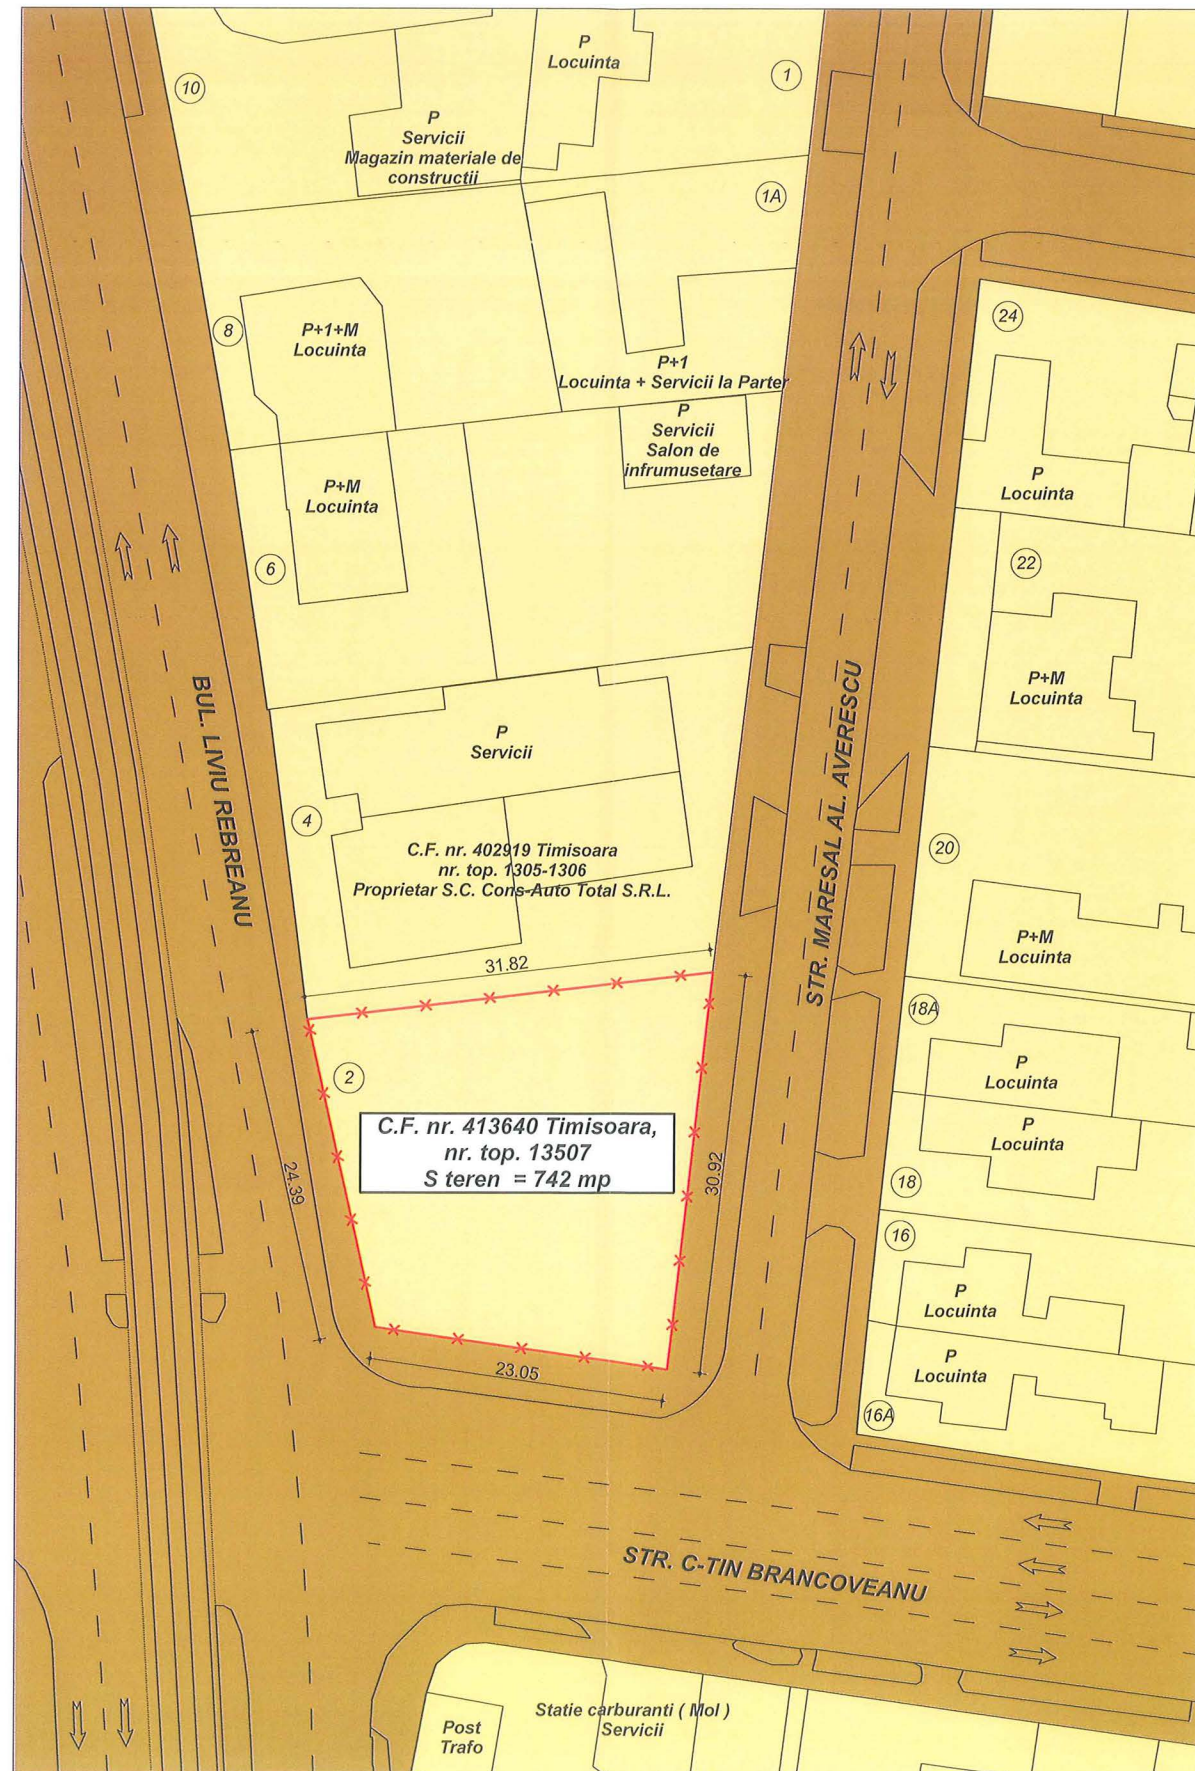 P
Locuinta
10
1
P
Servicii
Magazin materiale de
constructii
1A
8
P+1+M
Locuinta
24
P+1
Locuinta + Servicii la Parter
P
Servicii
Salon de
infrumusetare
P+M
Locuinta
P
Locuinta
6
22
BUL. LIVIU REBREANU
P+M
Locuinta
STR. MARESAL AL. AVERESCU
P
Servicii
4
C.F. nr. 402919 Timisoara
nr. top. 1305-1306
Proprietar S.C. Cons-Auto Total S.R.L.
20
P+M
Locuinta
31.82
18A
2
P
Locuinta
C.F. nr. 413640 Timisoara,
nr. top. 13507
S teren = 742 mp
P
Locuinta
24.39
30.92
18
16
P
Locuinta
23.05
P
Locuinta
16A
STR. C-TIN BRANCOVEANU
Statie carburanti ( Mol )
Servicii
Post
Trafo